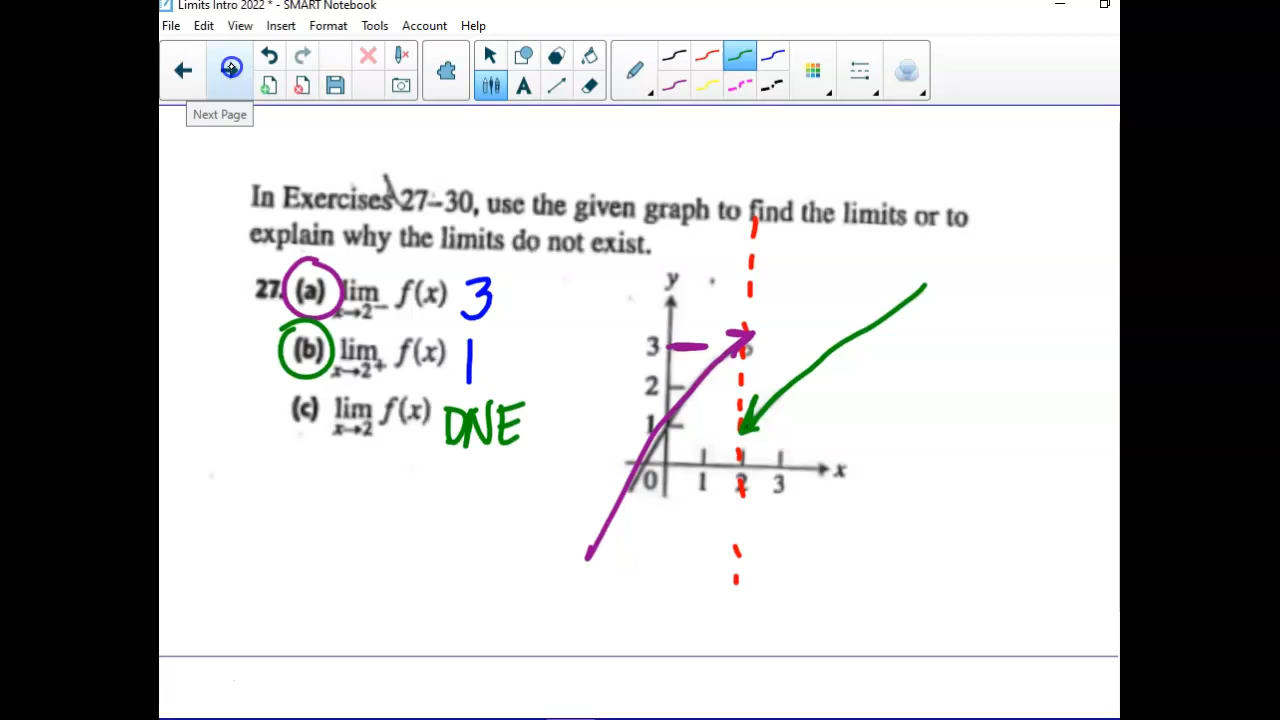 Limits Intro 2022 * - SMART Notebook
File Edit View Insert Format Tools Account Help
Next Page
In Exercises 27–30, use the given graph to find the limits or to
explain why the limits do not exist.
27. (a) lim x→2⁻ f(x) 3
(b) lim x→2⁺ f(x) 1
(c) lim x→2 f(x) DNE
y
3
2
1
0 1 2 3 x